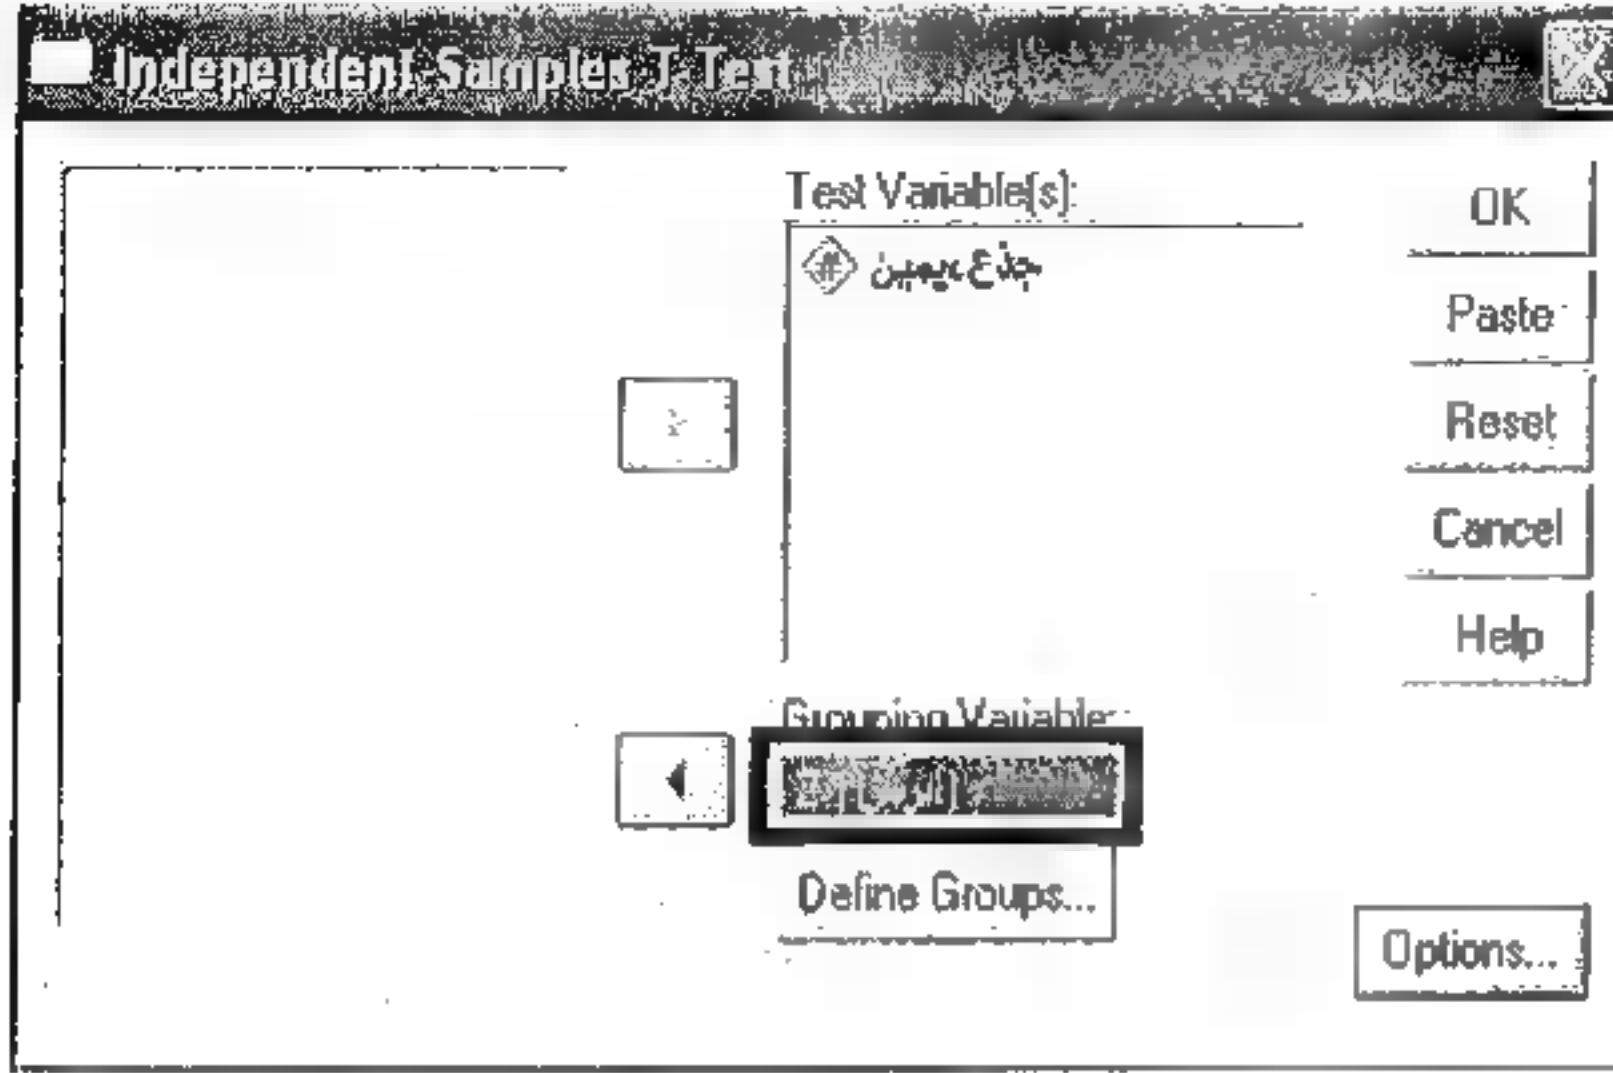 Independent-Samples T Test
Test Variable(s):
جذع يمين
OK
Paste
Reset
Cancel
Help
Grouping Variable:
Define Groups...
Options...